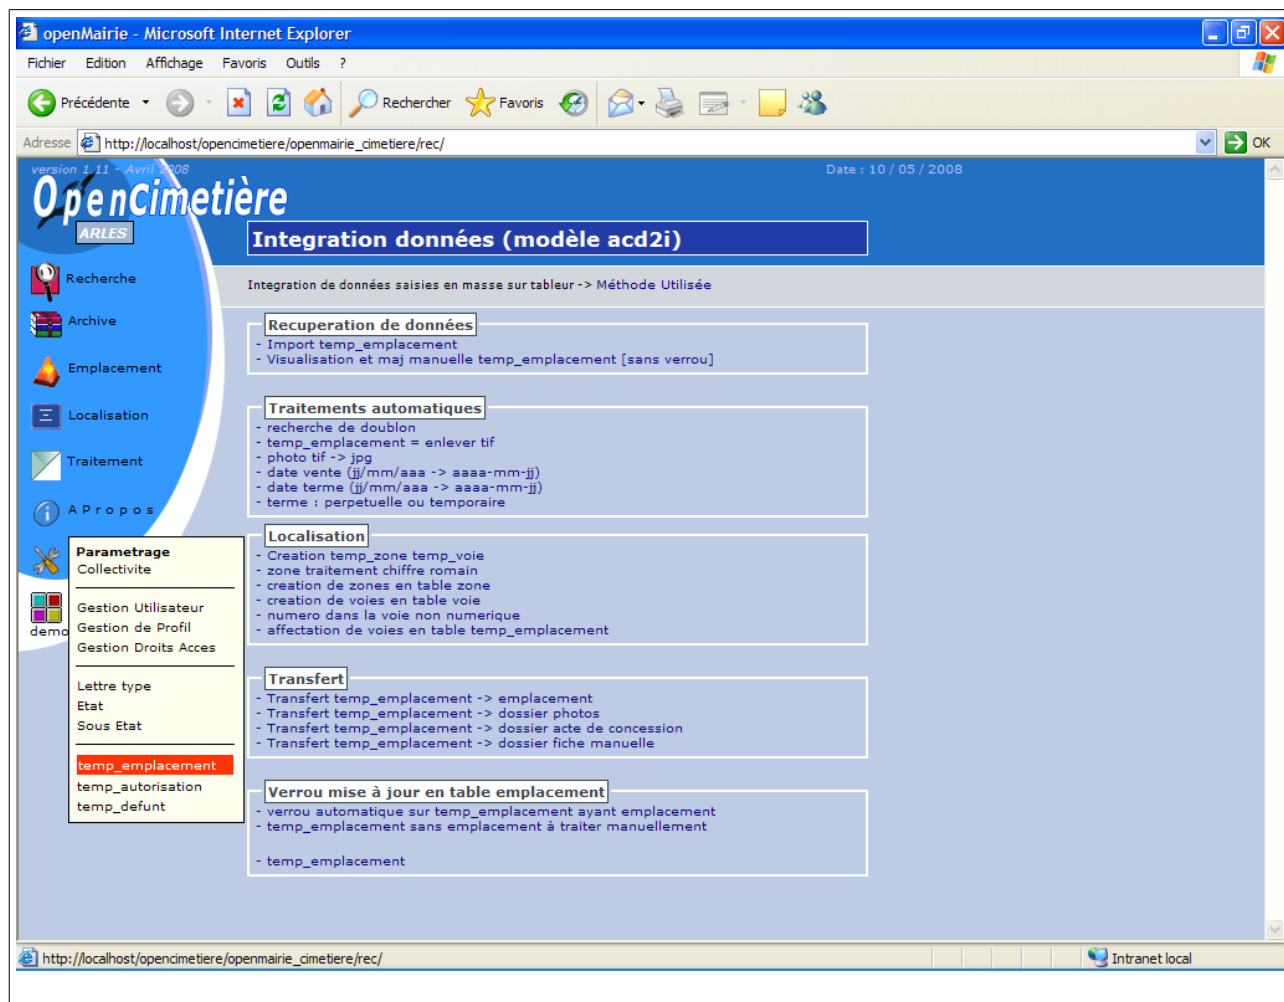 openMairie - Microsoft Internet Explorer
Fichier Edition Affichage Favoris Outils ?
Précédente Rechercher Favoris
Adresse http://localhost/opencimetiere/openmairie_cimetiere/rec/ OK
version 1.11 - Avril 2008 Date : 10 / 05 / 2008
OpenCimetière
ARLES
Integration données (modèle acd2i)
Recherche
Integration de données saisies en masse sur tableur -> Méthode Utilisée
Archive
Emplacement
Localisation
Traitement
A P r o p o s
demo
Parametrage
Collectivite
Gestion Utilisateur
Gestion de Profil
Gestion Droits Acces
Lettre type
Etat
Sous Etat
temp_emplacement
temp_autorisation
temp_defunt
Recuperation de données
- Import temp_emplacement
- Visualisation et maj manuelle temp_emplacement [sans verrou]
Traitements automatiques
- recherche de doublon
- temp_emplacement = enlever tif
- photo tif -> jpg
- date vente (jj/mm/aaa -> aaaa-mm-jj)
- date terme (jj/mm/aaa -> aaaa-mm-jj)
- terme : perpetuelle ou temporaire
Localisation
- Creation temp_zone temp_voie
- zone traitement chiffre romain
- creation de zones en table zone
- creation de voies en table voie
- numero dans la voie non numerique
- affectation de voies en table temp_emplacement
Transfert
- Transfert temp_emplacement -> emplacement
- Transfert temp_emplacement -> dossier photos
- Transfert temp_emplacement -> dossier acte de concession
- Transfert temp_emplacement -> dossier fiche manuelle
Verrou mise à jour en table emplacement
- verrou automatique sur temp_emplacement ayant emplacement
- temp_emplacement sans emplacement à traiter manuellement
- temp_emplacement
http://localhost/opencimetiere/openmairie_cimetiere/rec/ Intranet local